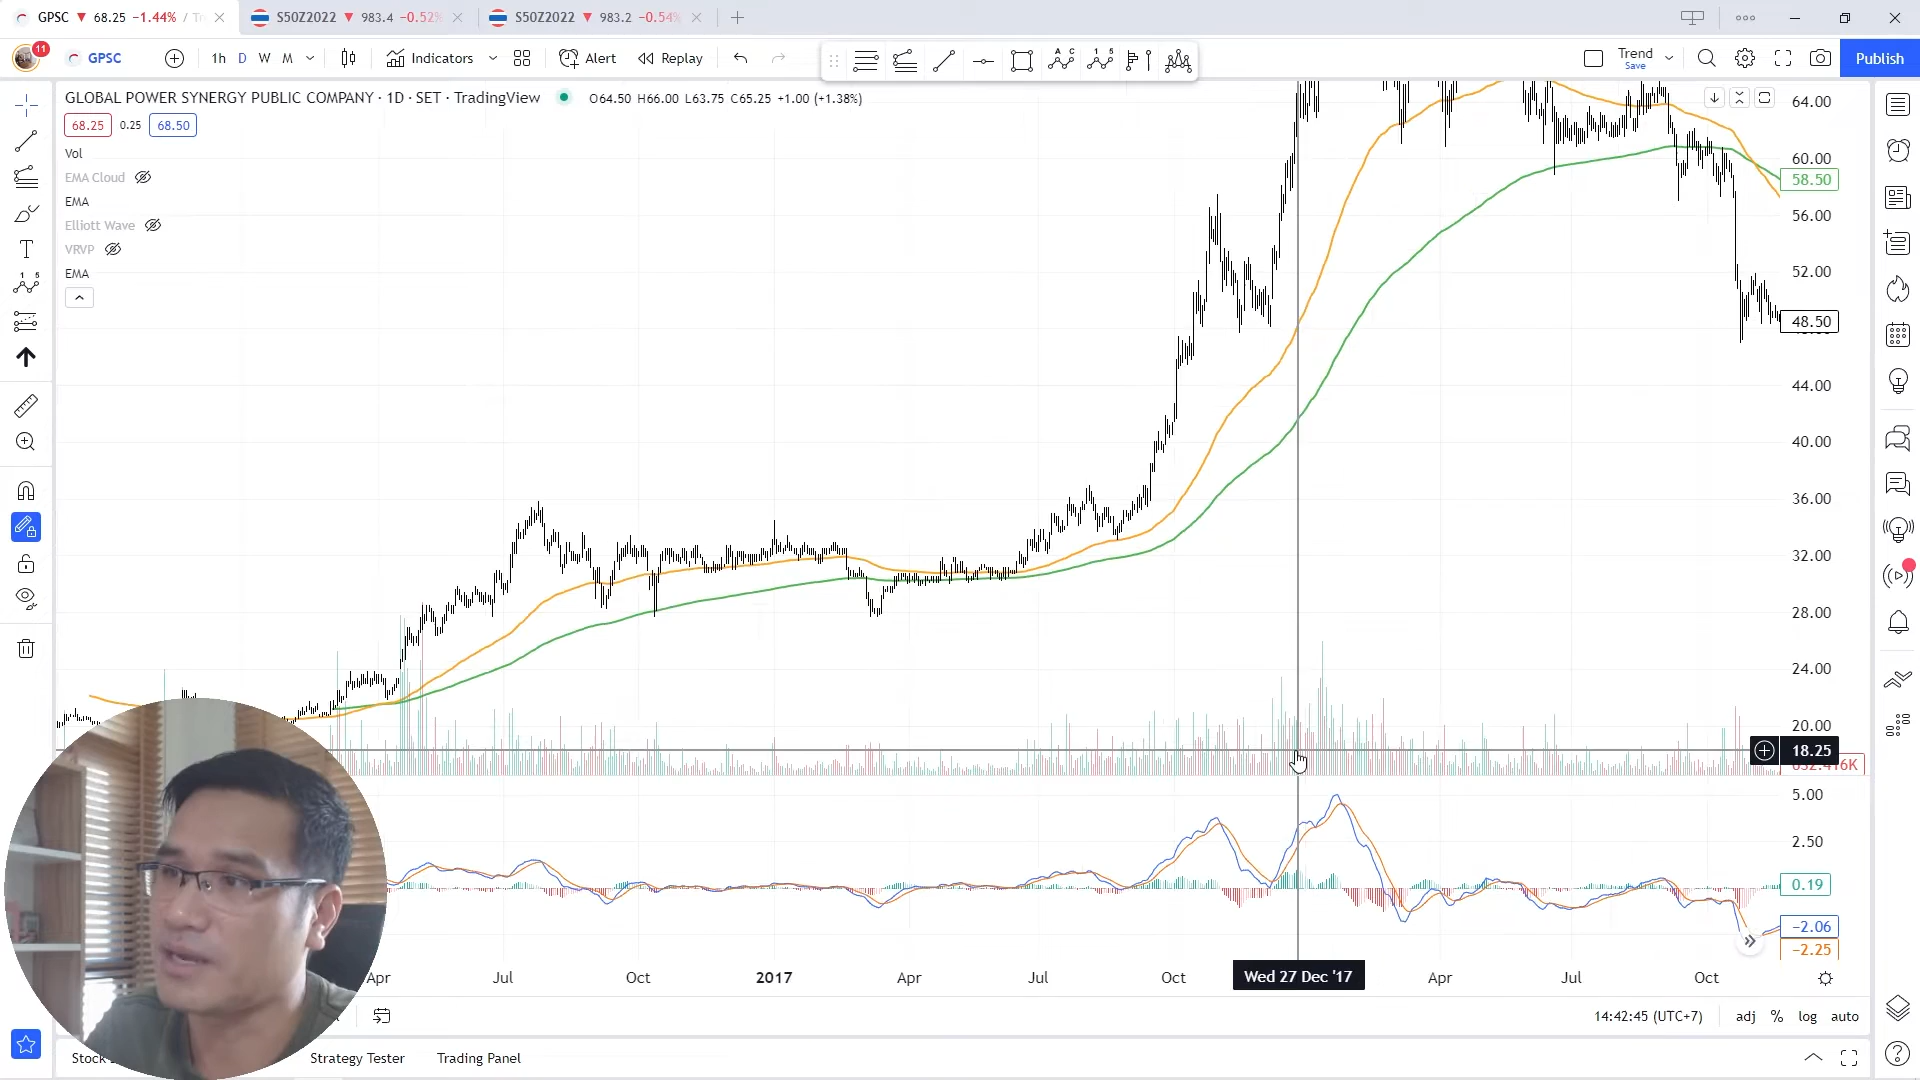 GPSC 68.25 −1.44% /
S50Z2022 983.4 −0.52%
S50Z2022 983.2 −0.54%
11
GPSC
1h D W M
Indicators
Alert
Replay
Trend
Save
Publish
GLOBAL POWER SYNERGY PUBLIC COMPANY · 1D · SET · TradingView
O64.50 H66.00 L63.75 C65.25 +1.00 (+1.38%)
68.25 0.25 68.50
Vol
EMA Cloud
EMA
Elliott Wave
VRVP
EMA
64.00
60.00
58.50
56.00
52.00
48.50
44.00
40.00
36.00
32.00
28.00
24.00
20.00
18.25
5.00
2.50
0.19
−2.06
−2.25
Apr Jul Oct 2017 Apr Jul Oct Wed 27 Dec '17 Apr Jul Oct
14:42:45 (UTC+7) adj % log auto
Stock Strategy Tester Trading Panel